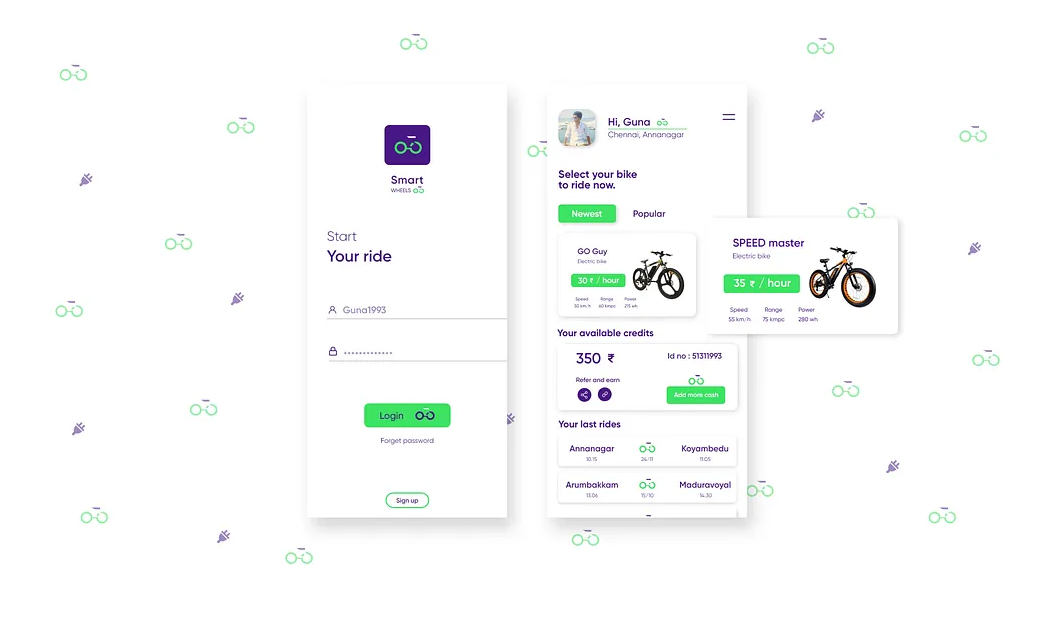 Smart
WHEELS
Start
Your ride
Guna1993
Login
Forget password
Sign up
Hi, Guna
Chennai, Annanagar
Select your bike
to ride now.
Newest Popular
GO Guy
Electric bike
30 ₹ / hour
Speed Range Power
50 km/h 60 kmpc 215 wh
SPEED master
Electric bike
35 ₹ / hour
Speed Range Power
55 km/h 75 kmpc 280 wh
Your available credits
350 ₹
Id no : 51311993
Refer and earn
Add more cash
Your last rides
Annanagar Koyambedu
10.15 26/11 11.05
Arumbakkam Maduravoyal
13.06 15/10 14.30